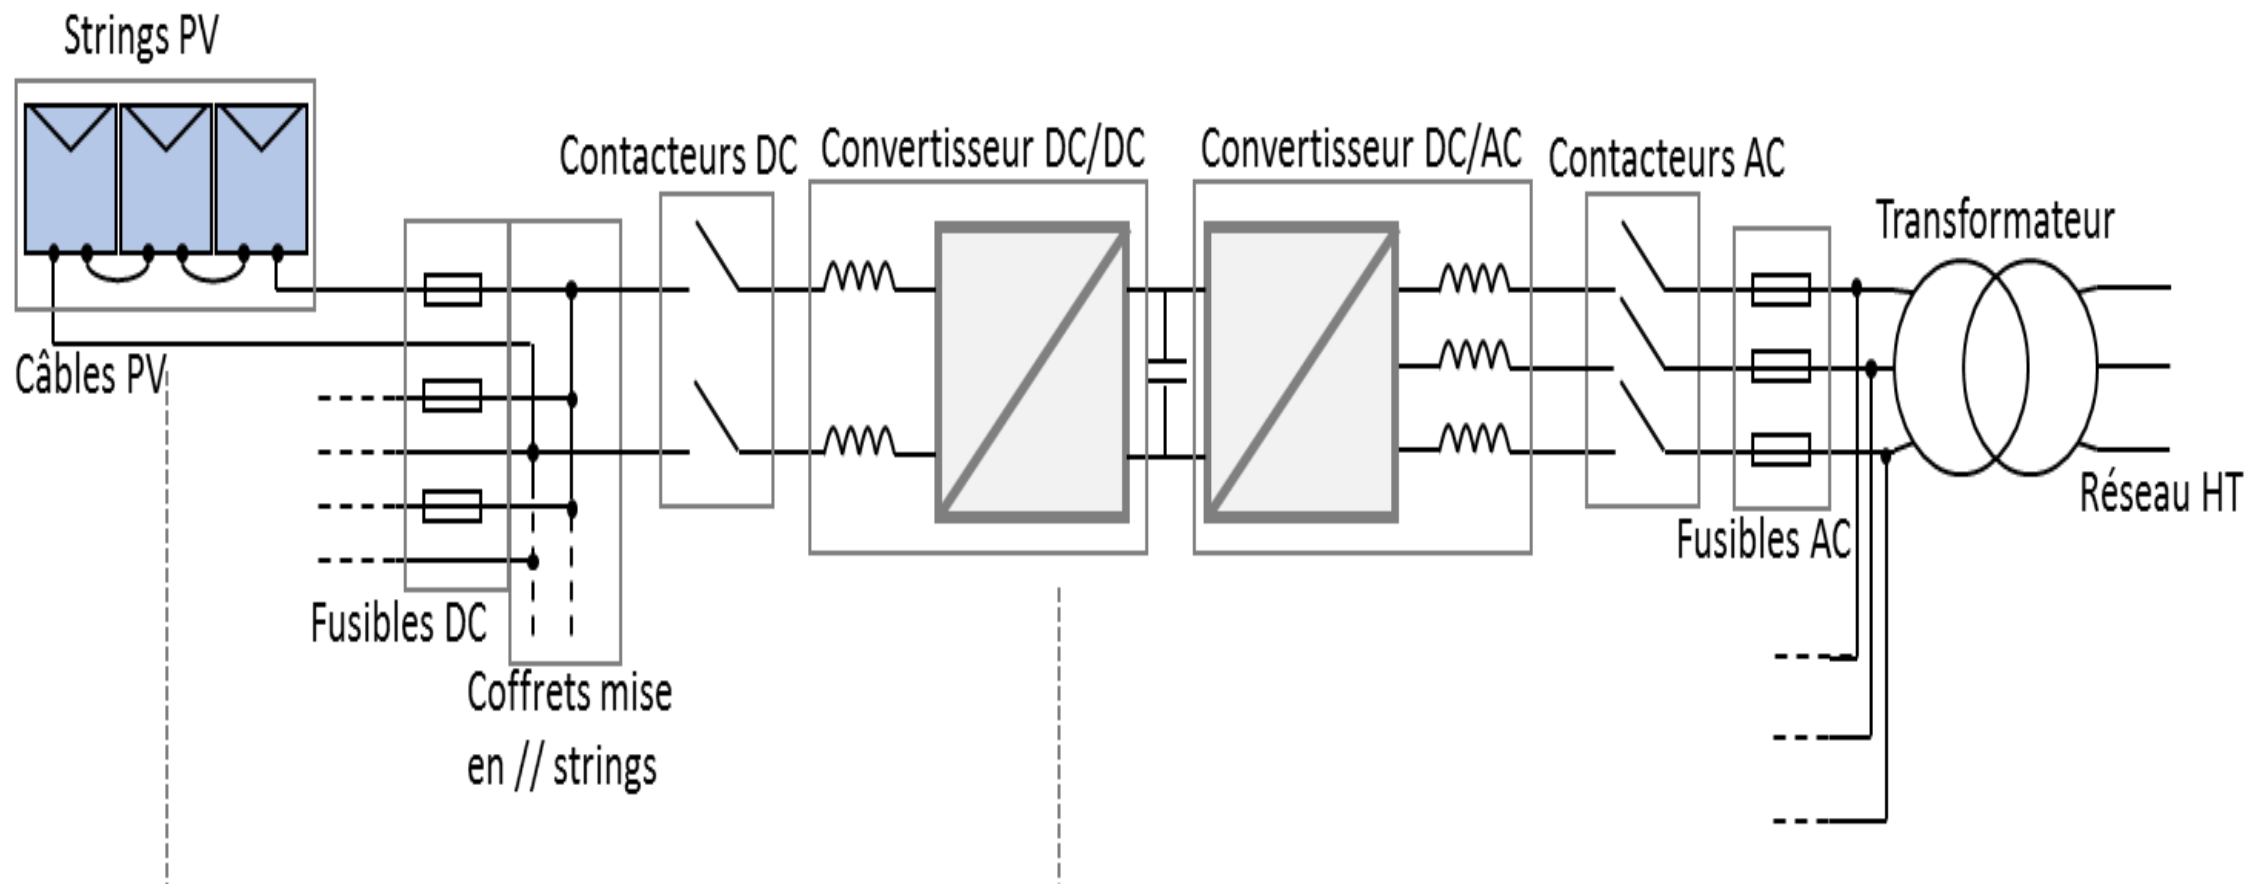 Strings PV
Contacteurs DC
Convertisseur DC/DC
Convertisseur DC/AC
Contacteurs AC
Transformateur
Câbles PV
Réseau HT
Fusibles AC
Fusibles DC
Coffrets mise
en // strings